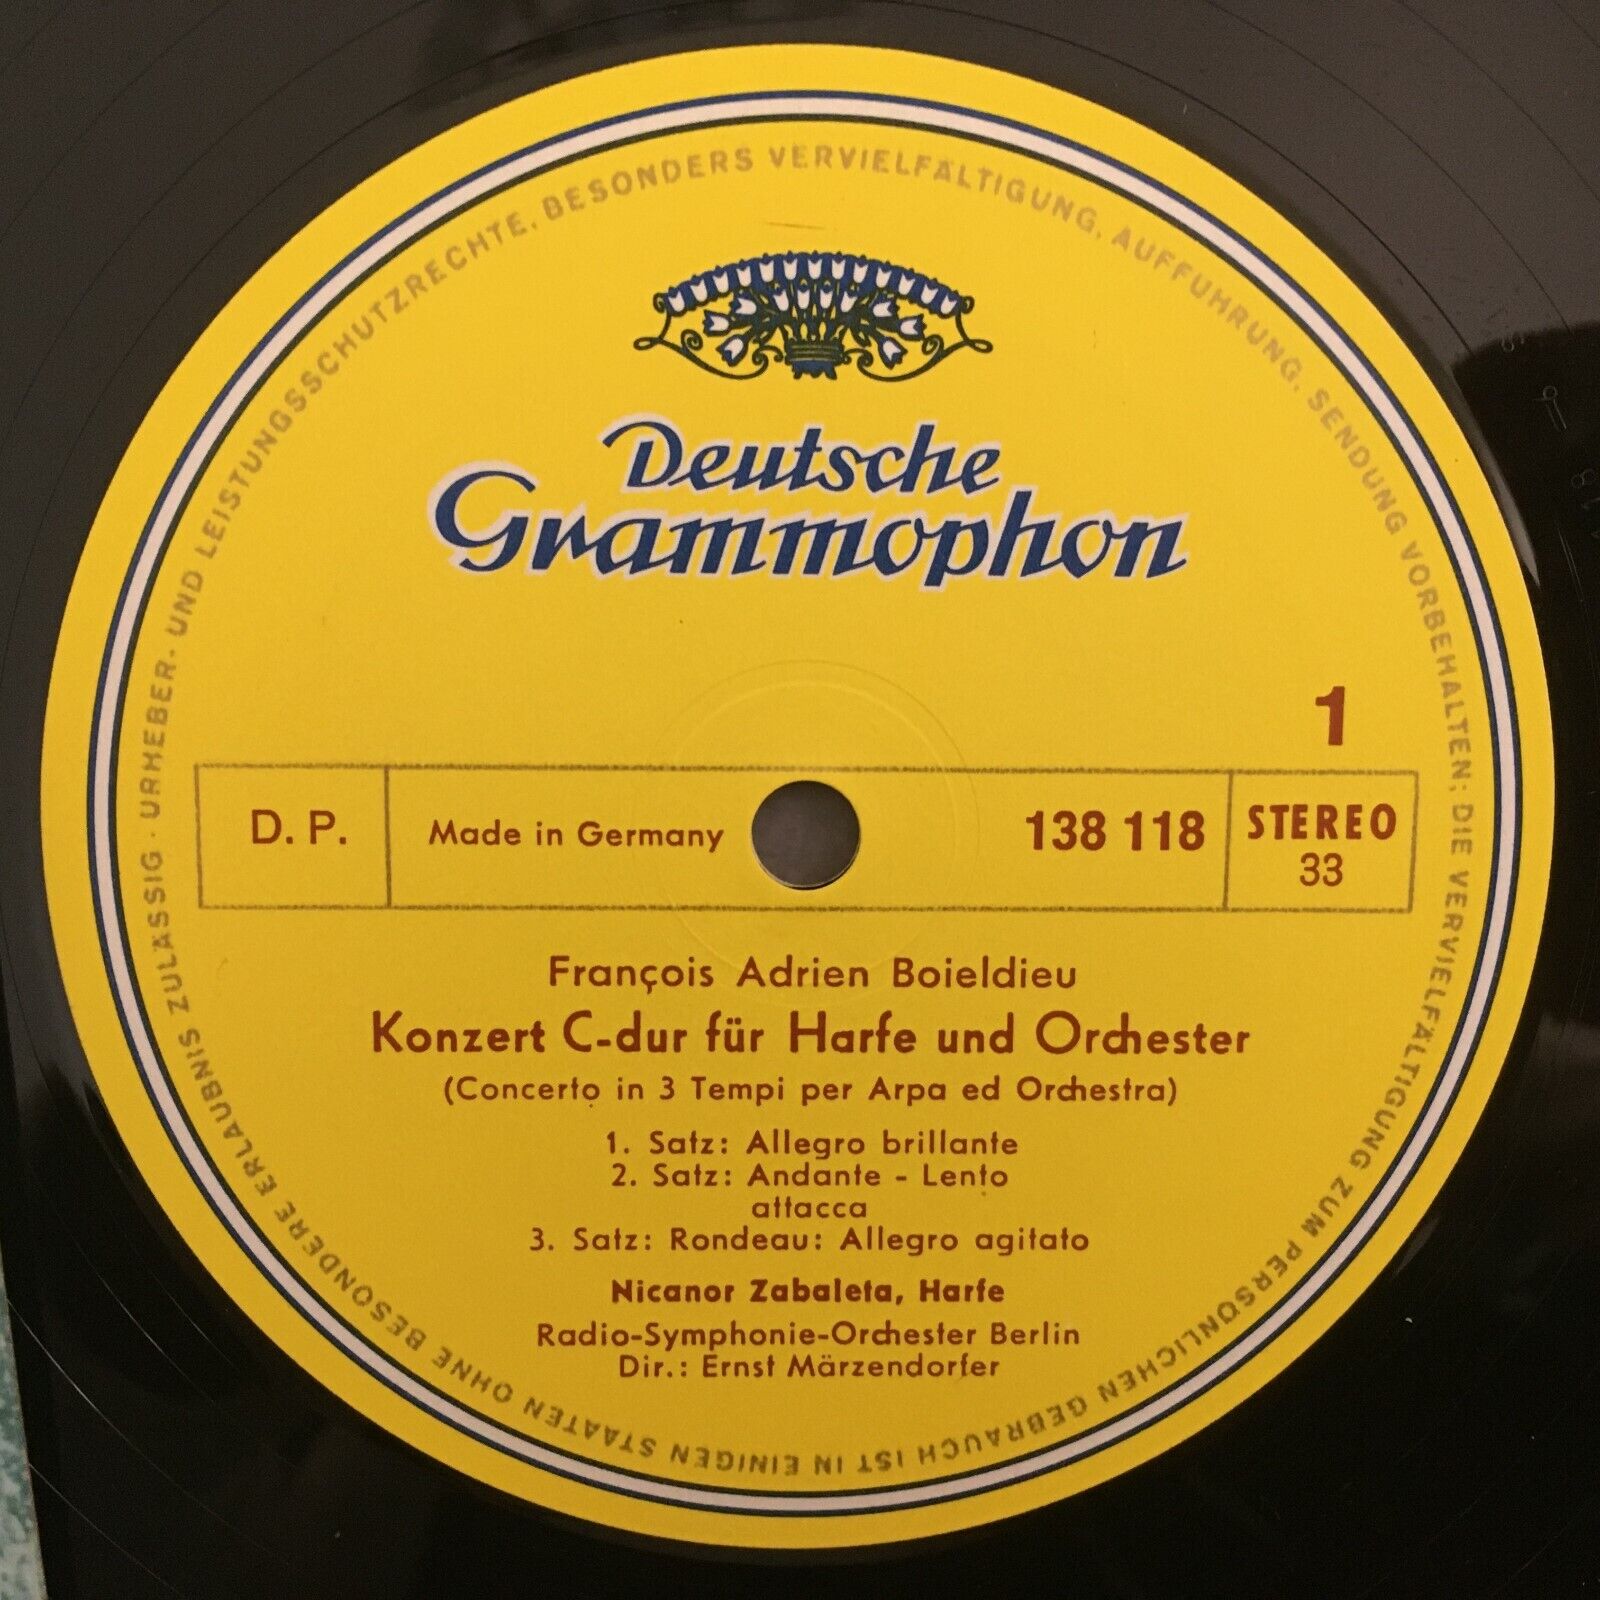 URHEBER- UND LEISTUNGSSCHUTZRECHTE, BESONDERS VERVIELFÄLTIGUNG, AUFFÜHRUNG, SENDUNG VORBEHALTEN; DIE VERVIELFÄLTIGUNG ZUM PERSÖNLICHEN GEBRAUCH IST IN EINIGEN STAATEN OHNE BESONDERE ERLAUBNIS ZULÄSSIG ·
Deutsche
Grammophon
1
D. P. Made in Germany 138 118 STEREO
33
François Adrien Boieldieu
Konzert C-dur für Harfe und Orchester
(Concerto in 3 Tempi per Arpa ed Orchestra)
1. Satz: Allegro brillante
2. Satz: Andante - Lento
attacca
3. Satz: Rondeau: Allegro agitato
Nicanor Zabaleta, Harfe
Radio-Symphonie-Orchester Berlin
Dir.: Ernst Märzendorfer